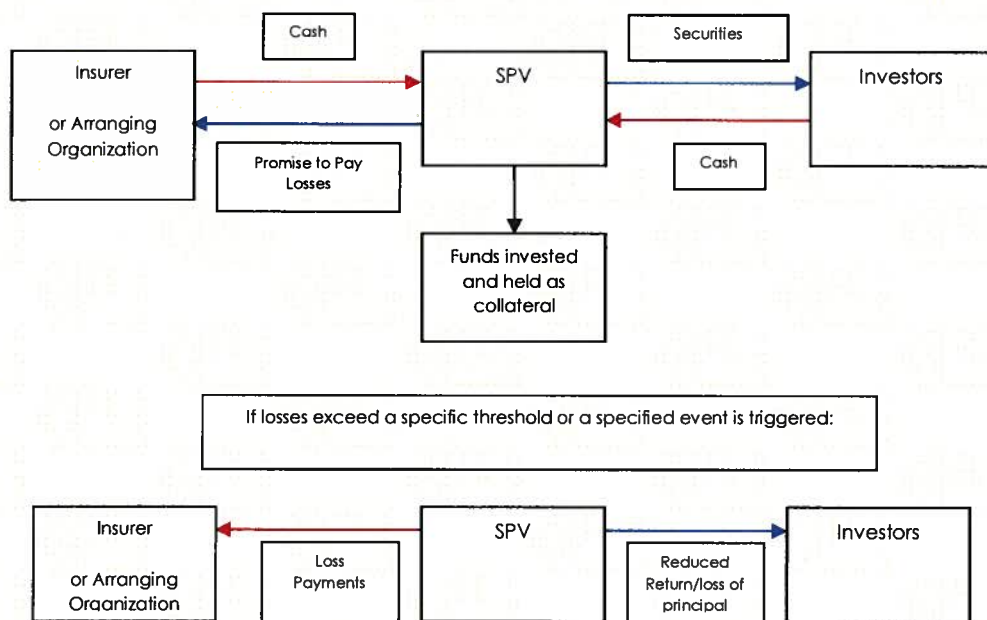 Cash
Securities
Insurer
or Arranging
Organization
SPV
Investors
Promise to Pay
Losses
Cash
Funds invested
and held as
collateral
If losses exceed a specific threshold or a specified event is triggered:
Insurer
or Arranging
Organization
SPV
Investors
Loss
Payments
Reduced
Return/loss of
principal